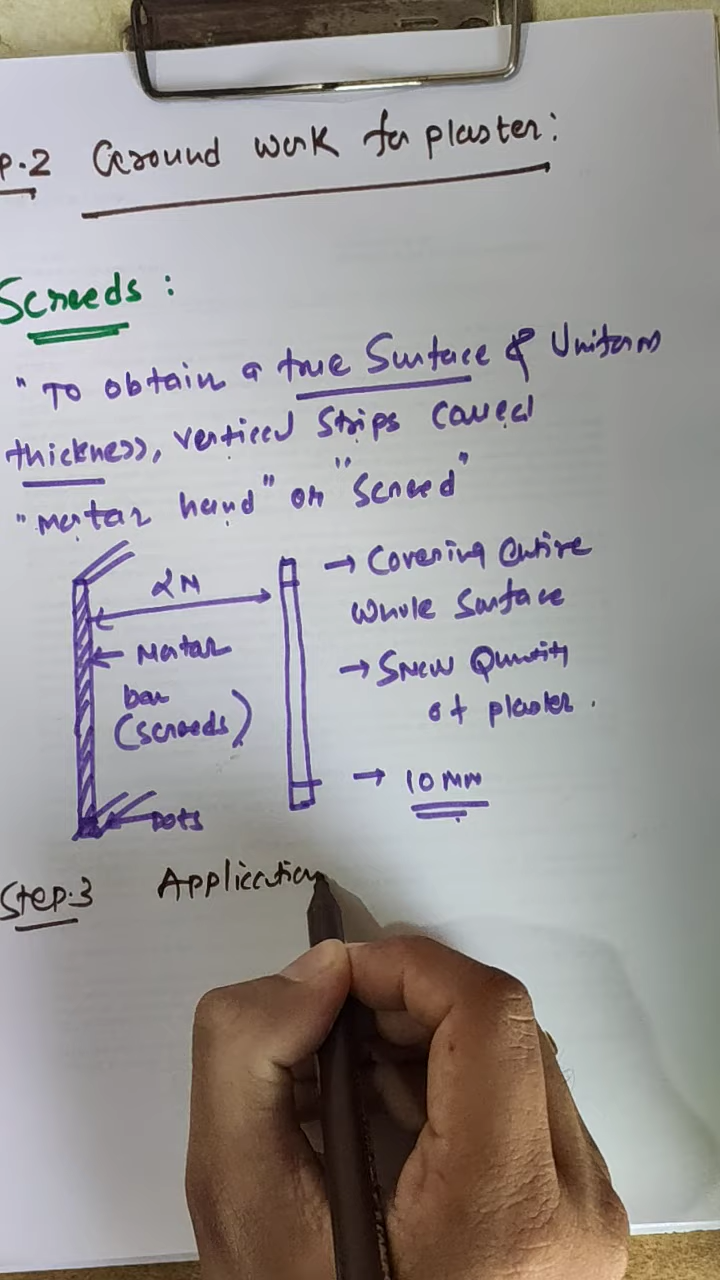 p.2 Ground work for plaster:
Screeds:
"To obtain a true Surface & Uniform
thickness, vertical strips called
"Mortar band" or "Screed"
2M
Mortar
bar
(screeds)
Dots
→ Covering entire
whole surface
→ Snew Quantity
of plaster.
→ 10 MM
Step.3 Application